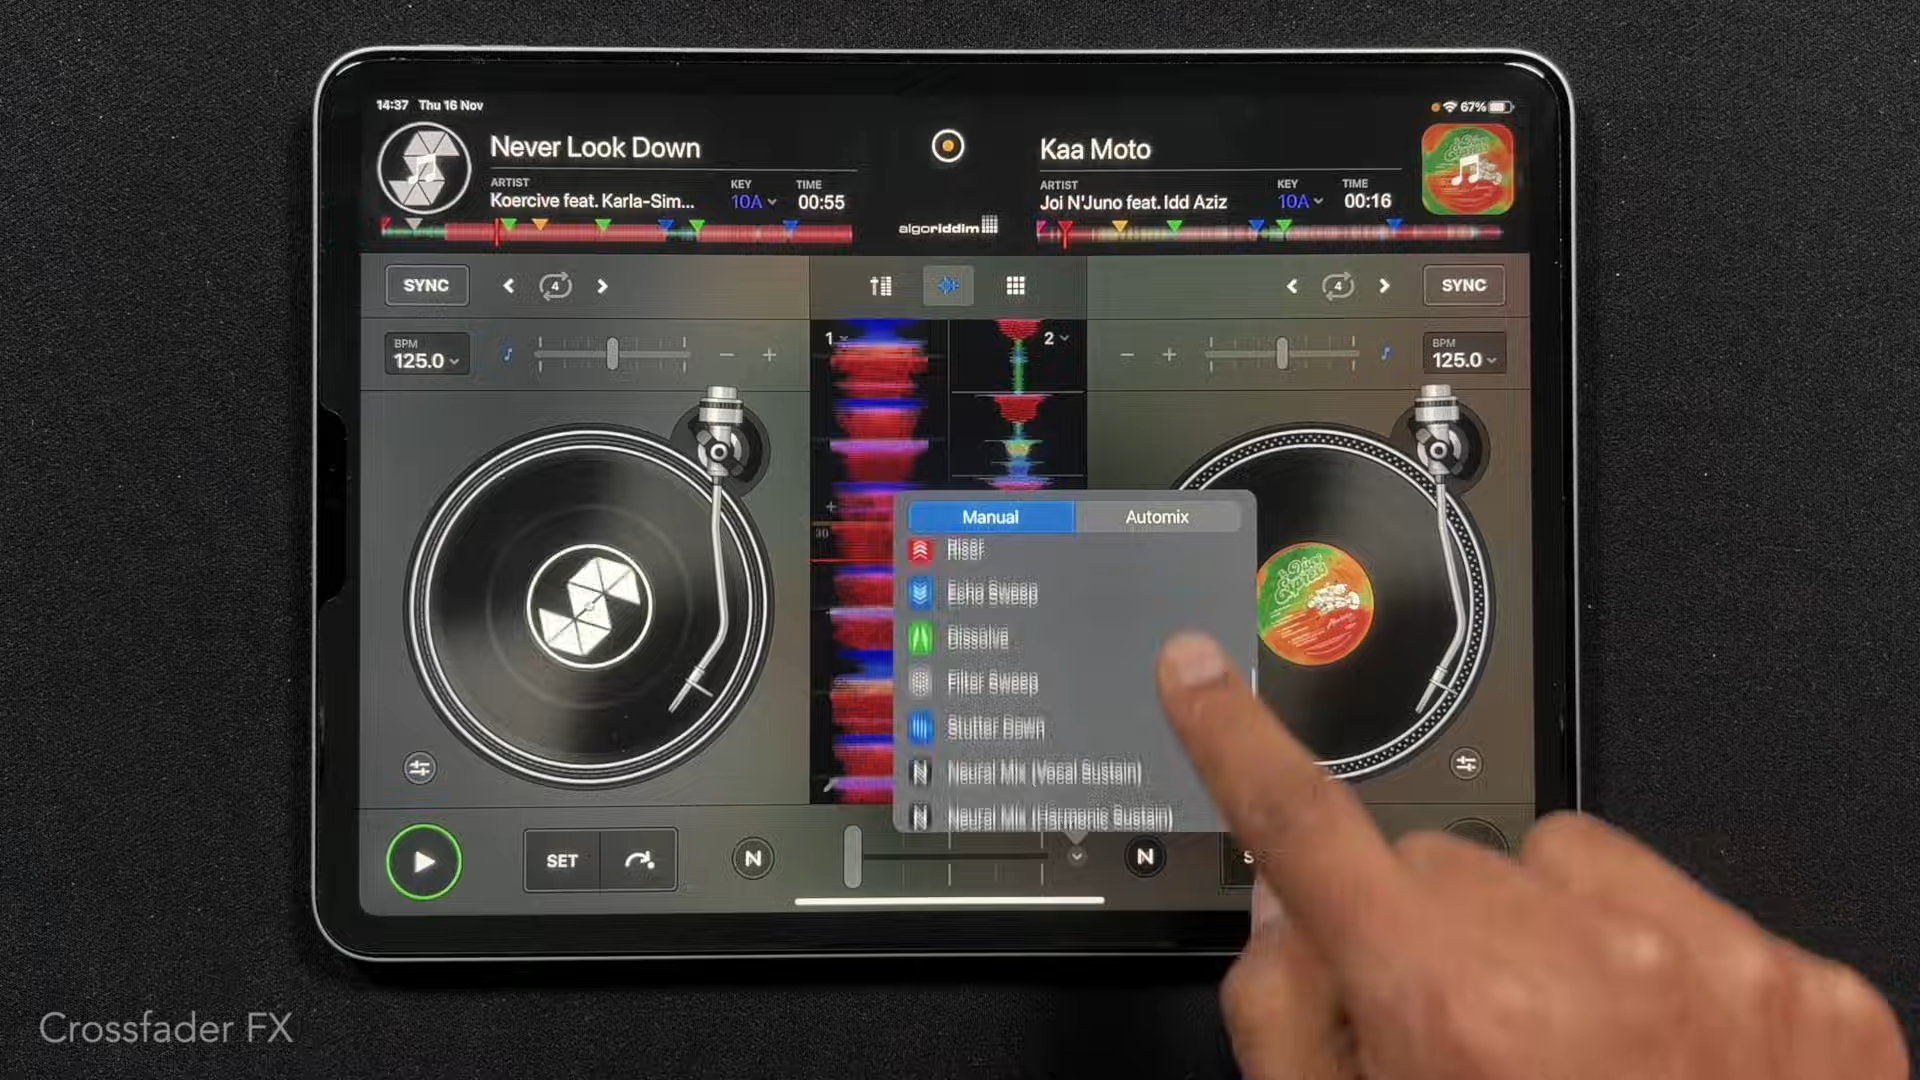 14:37 Thu 16 Nov
67%
Never Look Down
ARTIST
Koercive feat. Karla-Sim...
KEY
10A
TIME
00:55
algoriddim
Kaa Moto
ARTIST
Joi N'Juno feat. Idd Aziz
KEY
10A
TIME
00:16
SYNC
4
4
SYNC
BPM
125.0
1
2
BPM
125.0
30
Manual
Automix
Riser
Echo Sweep
Dissolve
Filter Sweep
Stutter Down
Neural Mix (Vocal Sustain)
Neural Mix (Harmonic Sustain)
SET
N
N
Crossfader FX